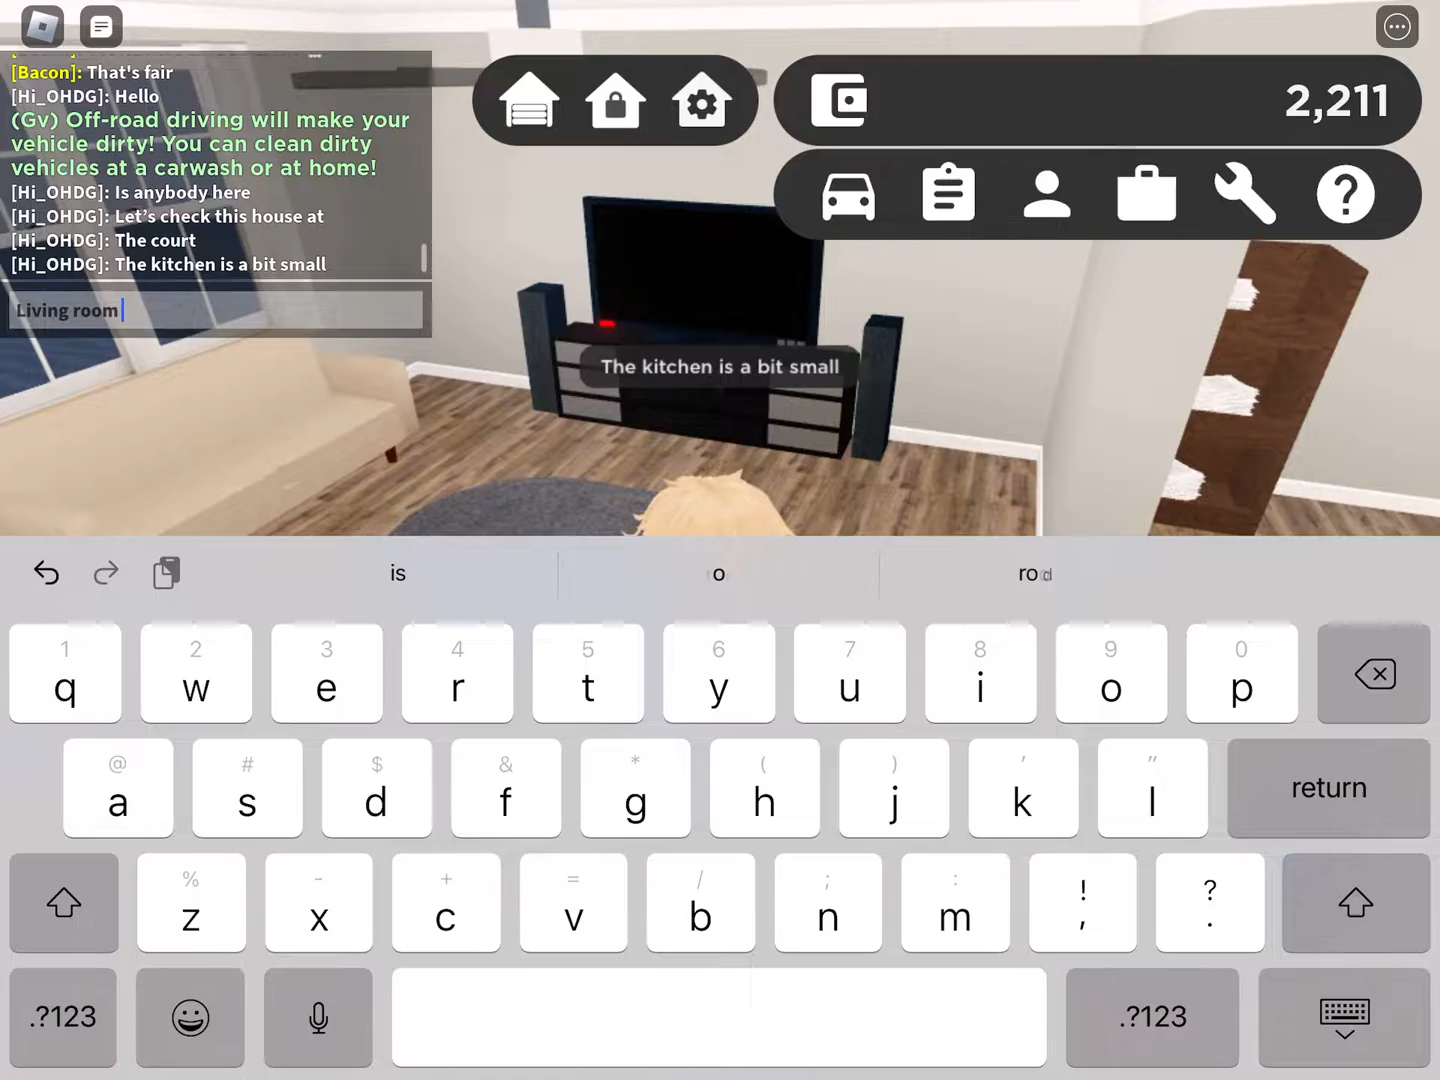 [Bacon]: That's fair
[Hi_OHDG]: Hello
(Gv) Off-road driving will make your
vehicle dirty! You can clean dirty
vehicles at a carwash or at home!
[Hi_OHDG]: Is anybody here
[Hi_OHDG]: Let’s check this house at
[Hi_OHDG]: The court
[Hi_OHDG]: The kitchen is a bit small
Living room
2,211
The kitchen is a bit small
is
1 2 3 4 5 6 7 8 9 0
q w e r t y u i o p
@ # $ & * ( ) ' "
a s d f g h j k l return
% - + = / ; : ! ?
z x c v b n m , .
.?123 .?123